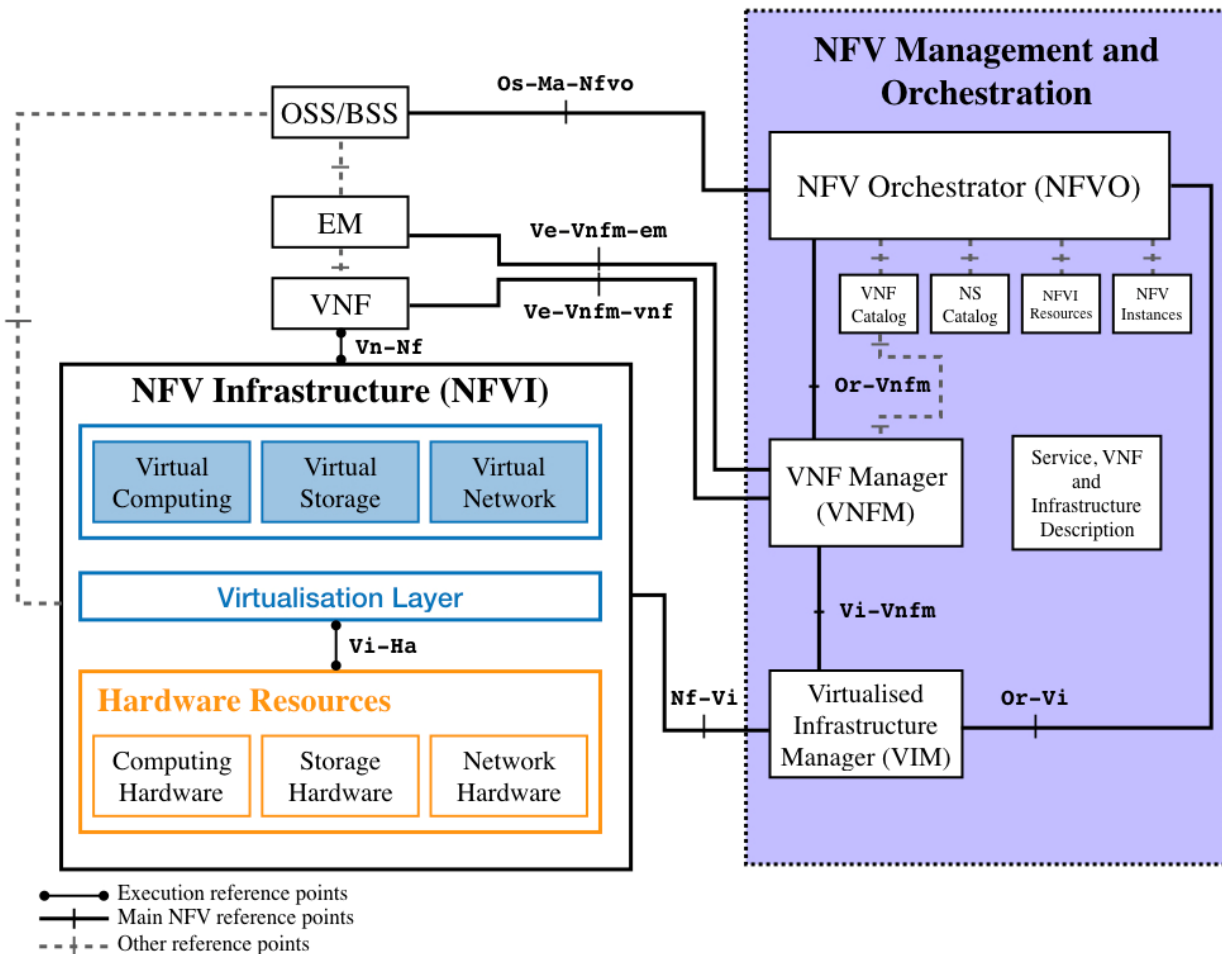 NFV Management and
Orchestration
Os-Ma-Nfvo
OSS/BSS
NFV Orchestrator (NFVO)
EM
Ve-Vnfm-em
VNF
Ve-Vnfm-vnf
VNF
Catalog
NS
Catalog
NFVI
Resources
NFV
Instances
Vn-Nf
NFV Infrastructure (NFVI)
Or-Vnfm
Virtual
Computing
Virtual
Storage
Virtual
Network
VNF Manager
(VNFM)
Service, VNF
and
Infrastructure
Description
Virtualisation Layer
Vi-Vnfm
Vi-Ha
Hardware Resources
Nf-Vi
Virtualised
Infrastructure
Manager (VIM)
Or-Vi
Computing
Hardware
Storage
Hardware
Network
Hardware
Execution reference points
Main NFV reference points
Other reference points